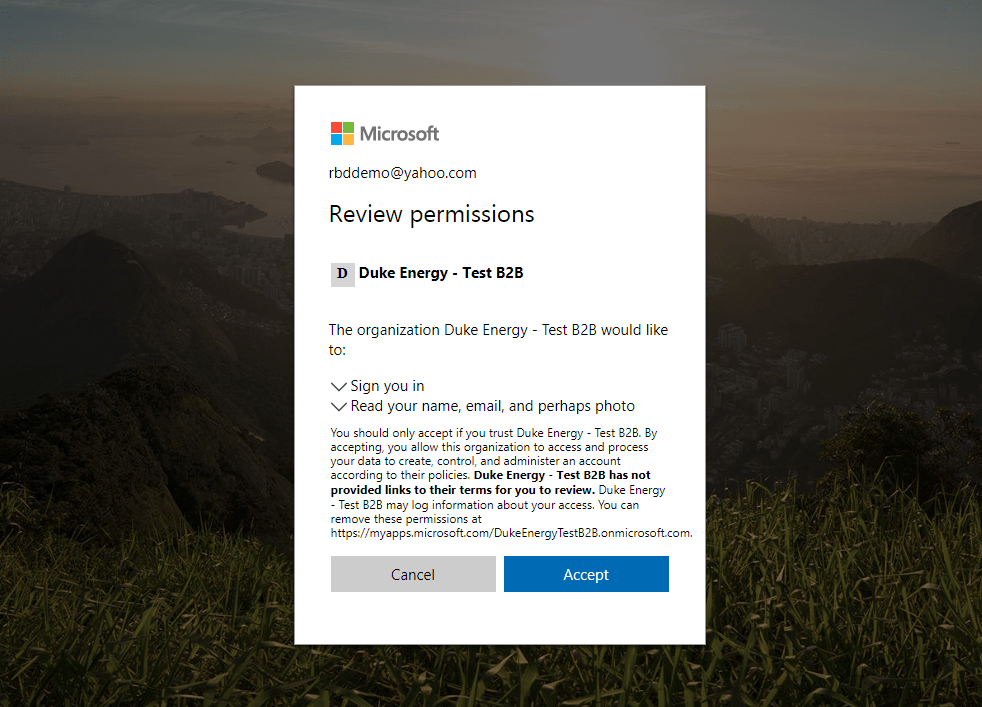 Microsoft
rbddemo@yahoo.com
Review permissions
D Duke Energy - Test B2B
The organization Duke Energy - Test B2B would like
to:
Sign you in
Read your name, email, and perhaps photo
You should only accept if you trust Duke Energy - Test B2B. By
accepting, you allow this organization to access and process
your data to create, control, and administer an account
according to their policies. Duke Energy - Test B2B has not
provided links to their terms for you to review. Duke Energy
- Test B2B may log information about your access. You can
remove these permissions at
https://myapps.microsoft.com/DukeEnergyTestB2B.onmicrosoft.com.
Cancel Accept